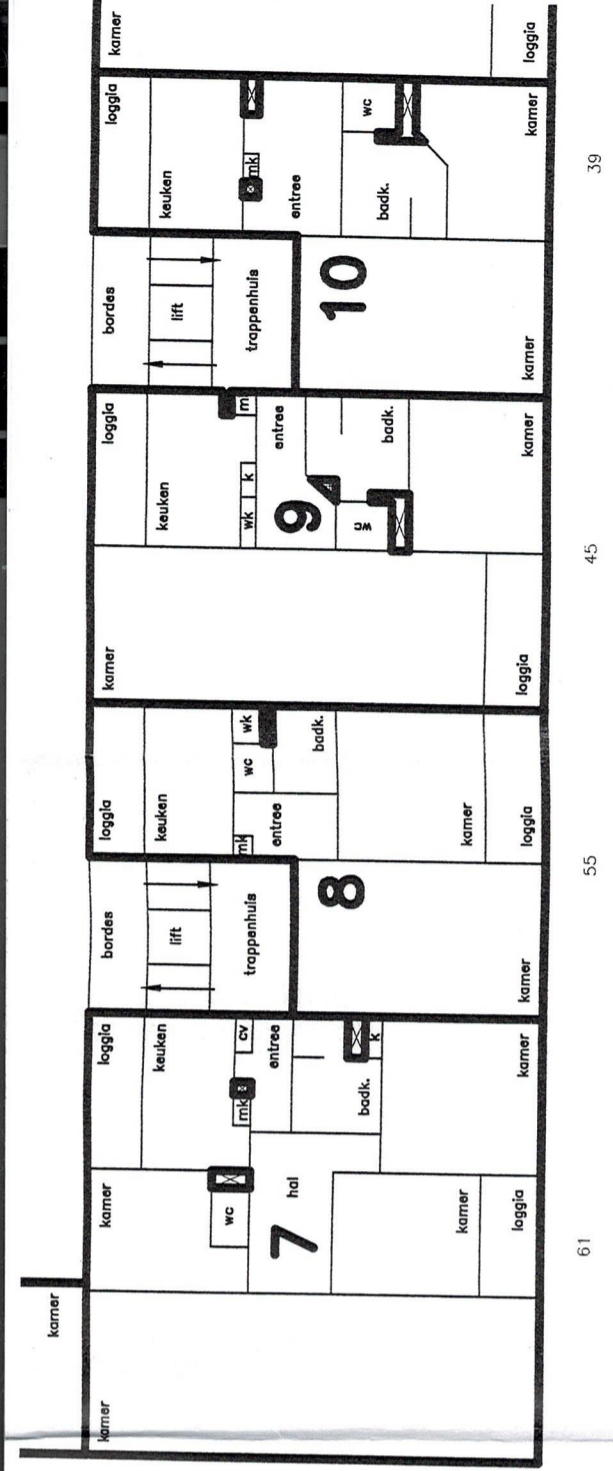 kamer
loggia
loggia
keuken
mk
entree
wc
badk.
kamer
39
bordes
lift
trappenhuis
10
kamer
loggia
keuken
m
wk
k
entree
9
wc
badk.
kamer
45
kamer
loggia
loggia
keuken
mk
wc
wk
entree
badk.
kamer
loggia
55
bordes
lift
trappenhuis
8
kamer
loggia
keuken
mk
cv
entree
badk.
k
kamer
kamer
wc
hal
7
kamer
loggia
61
kamer
kamer